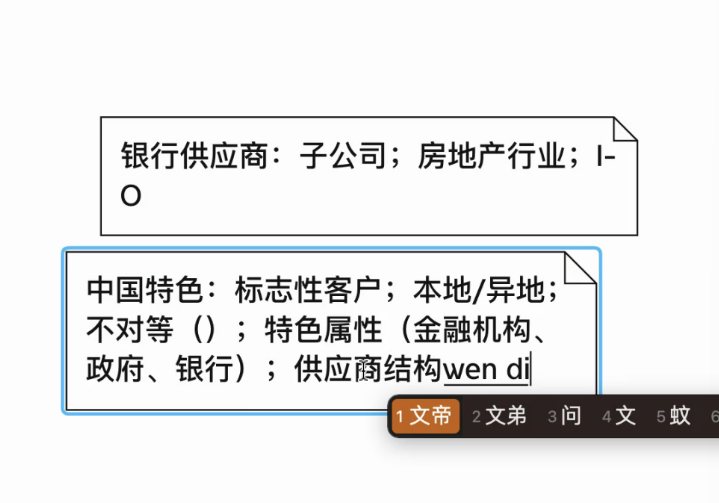 银行供应商：子公司；房地产行业；I-
O
中国特色：标志性客户；本地/异地；
不对等（）；特色属性（金融机构、
政府、银行）；供应商结构wen di
1 文帝 2 文弟 3 问 4 文 5 蚊 6